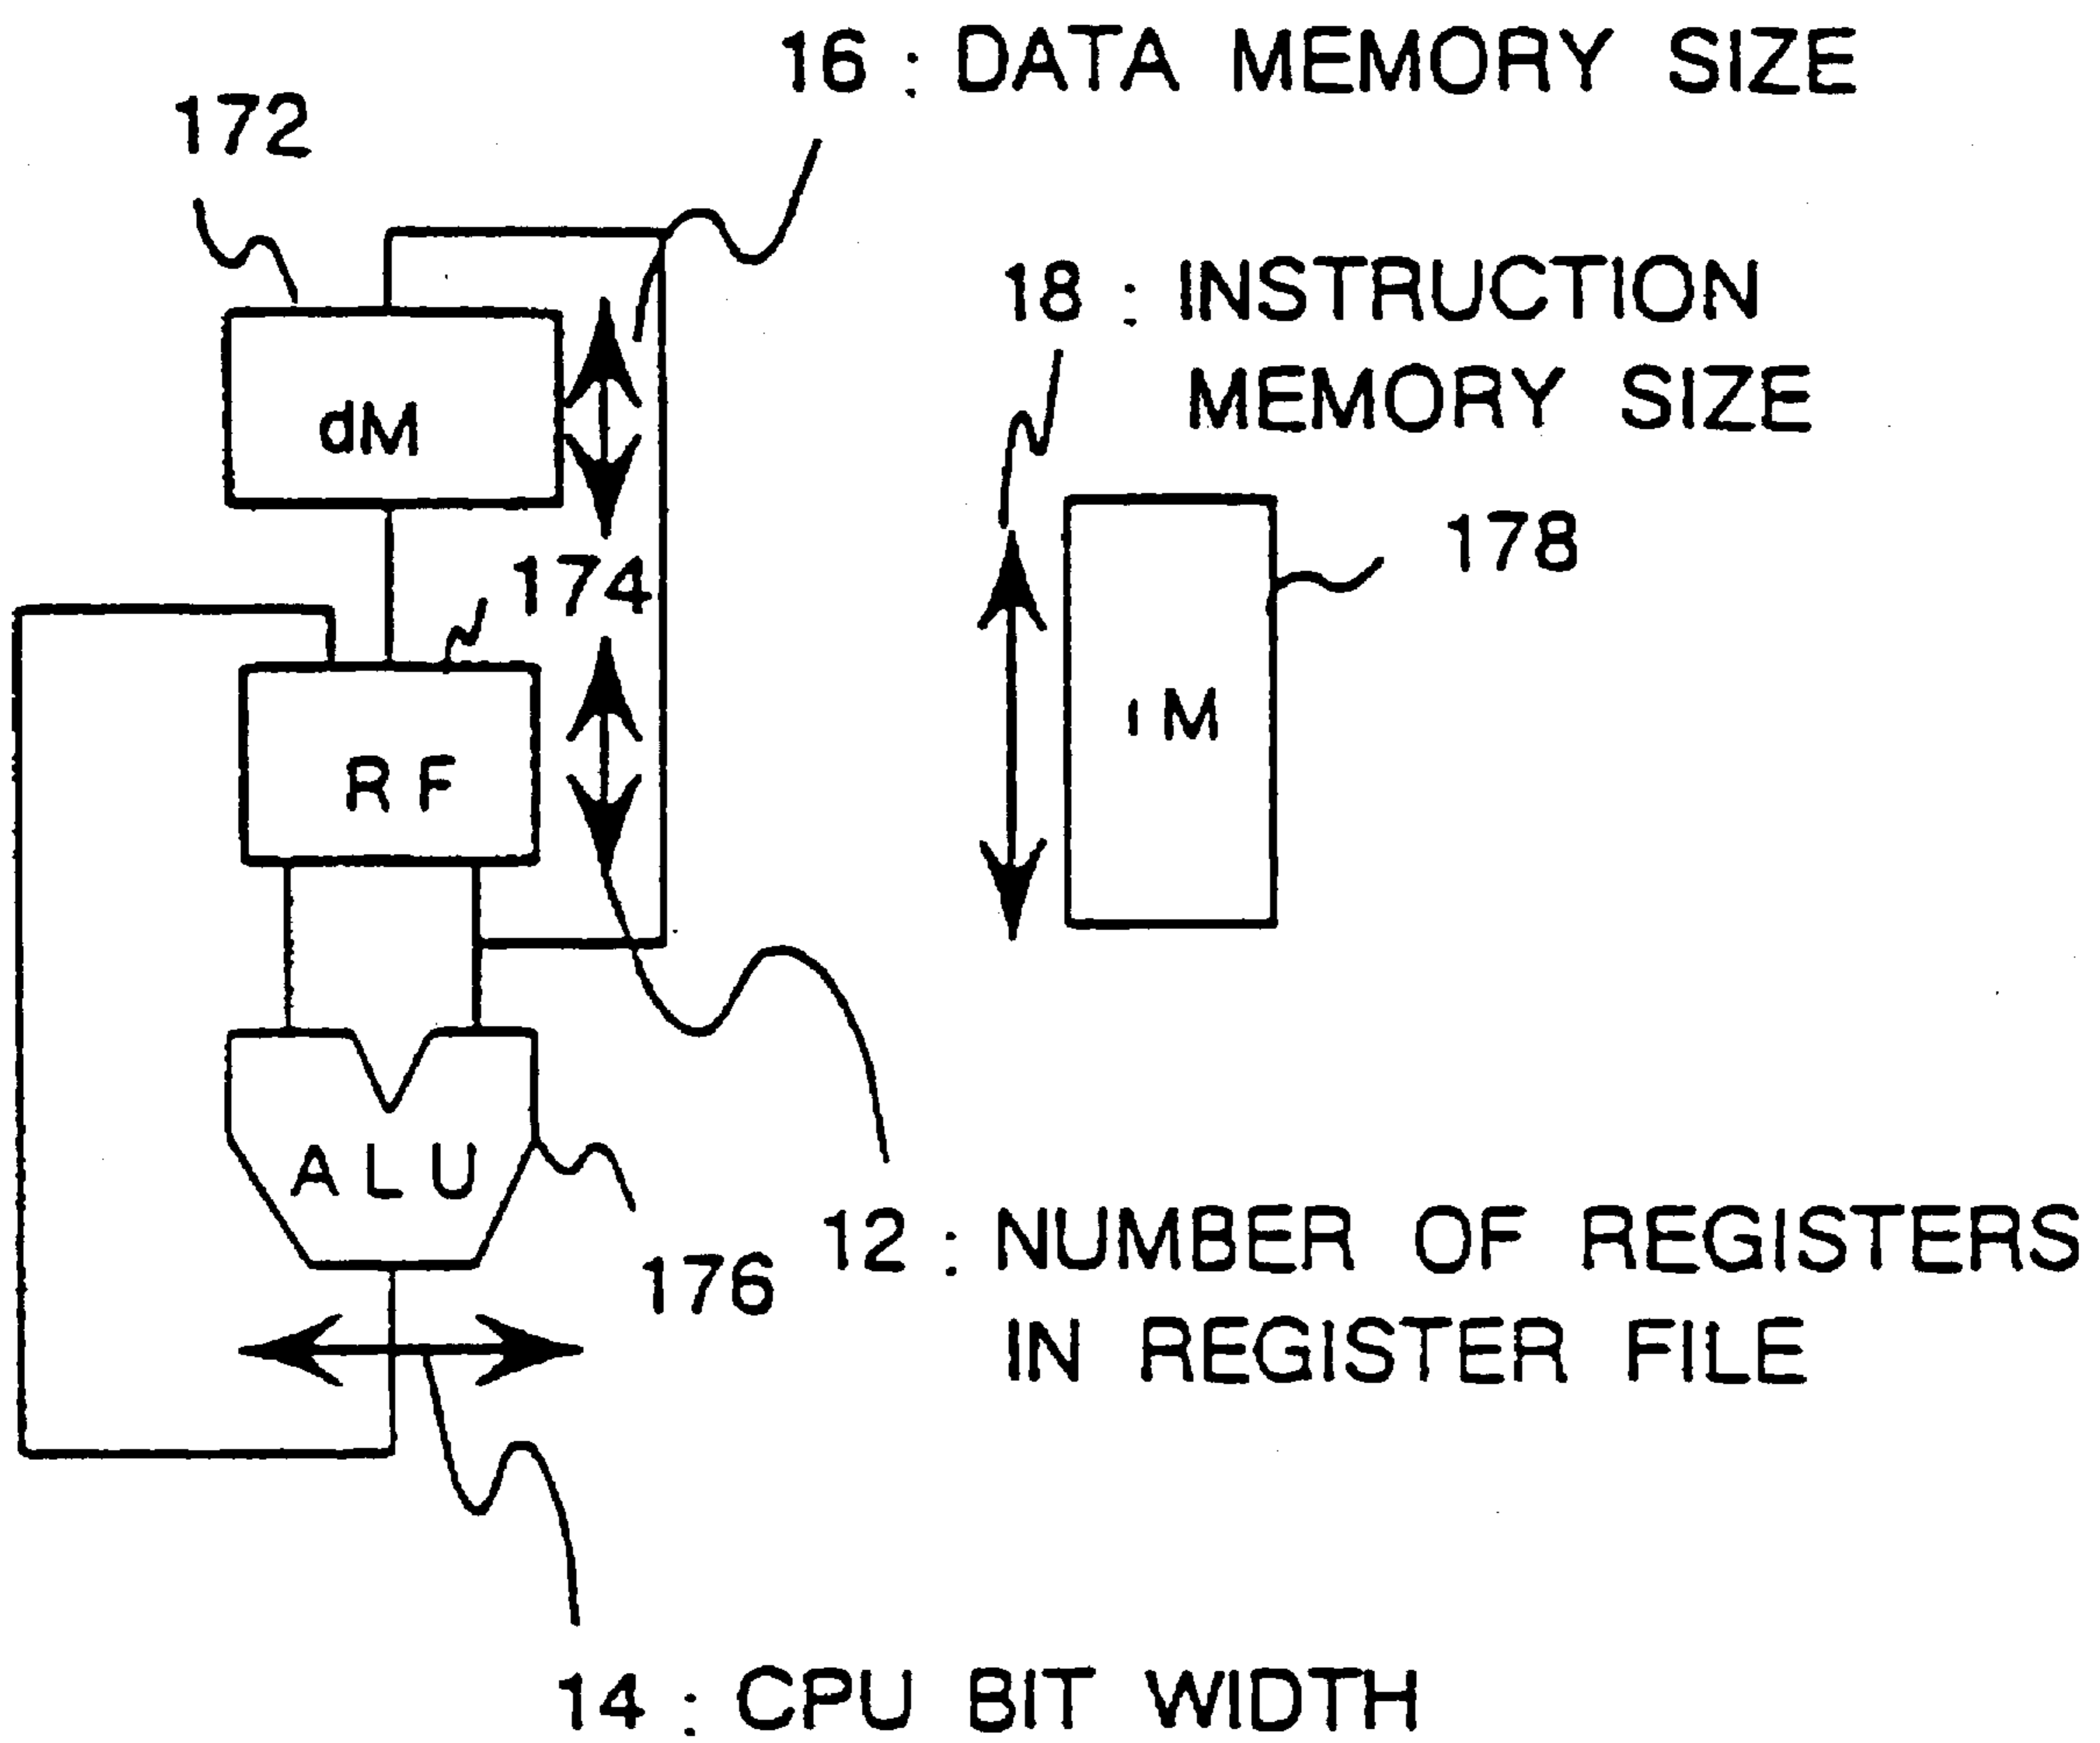 16 : DATA MEMORY SIZE
172
18 : INSTRUCTION
MEMORY SIZE
dM
178
174
IM
RF
ALU
12 : NUMBER OF REGISTERS
176
IN REGISTER FILE
14 : CPU BIT WIDTH